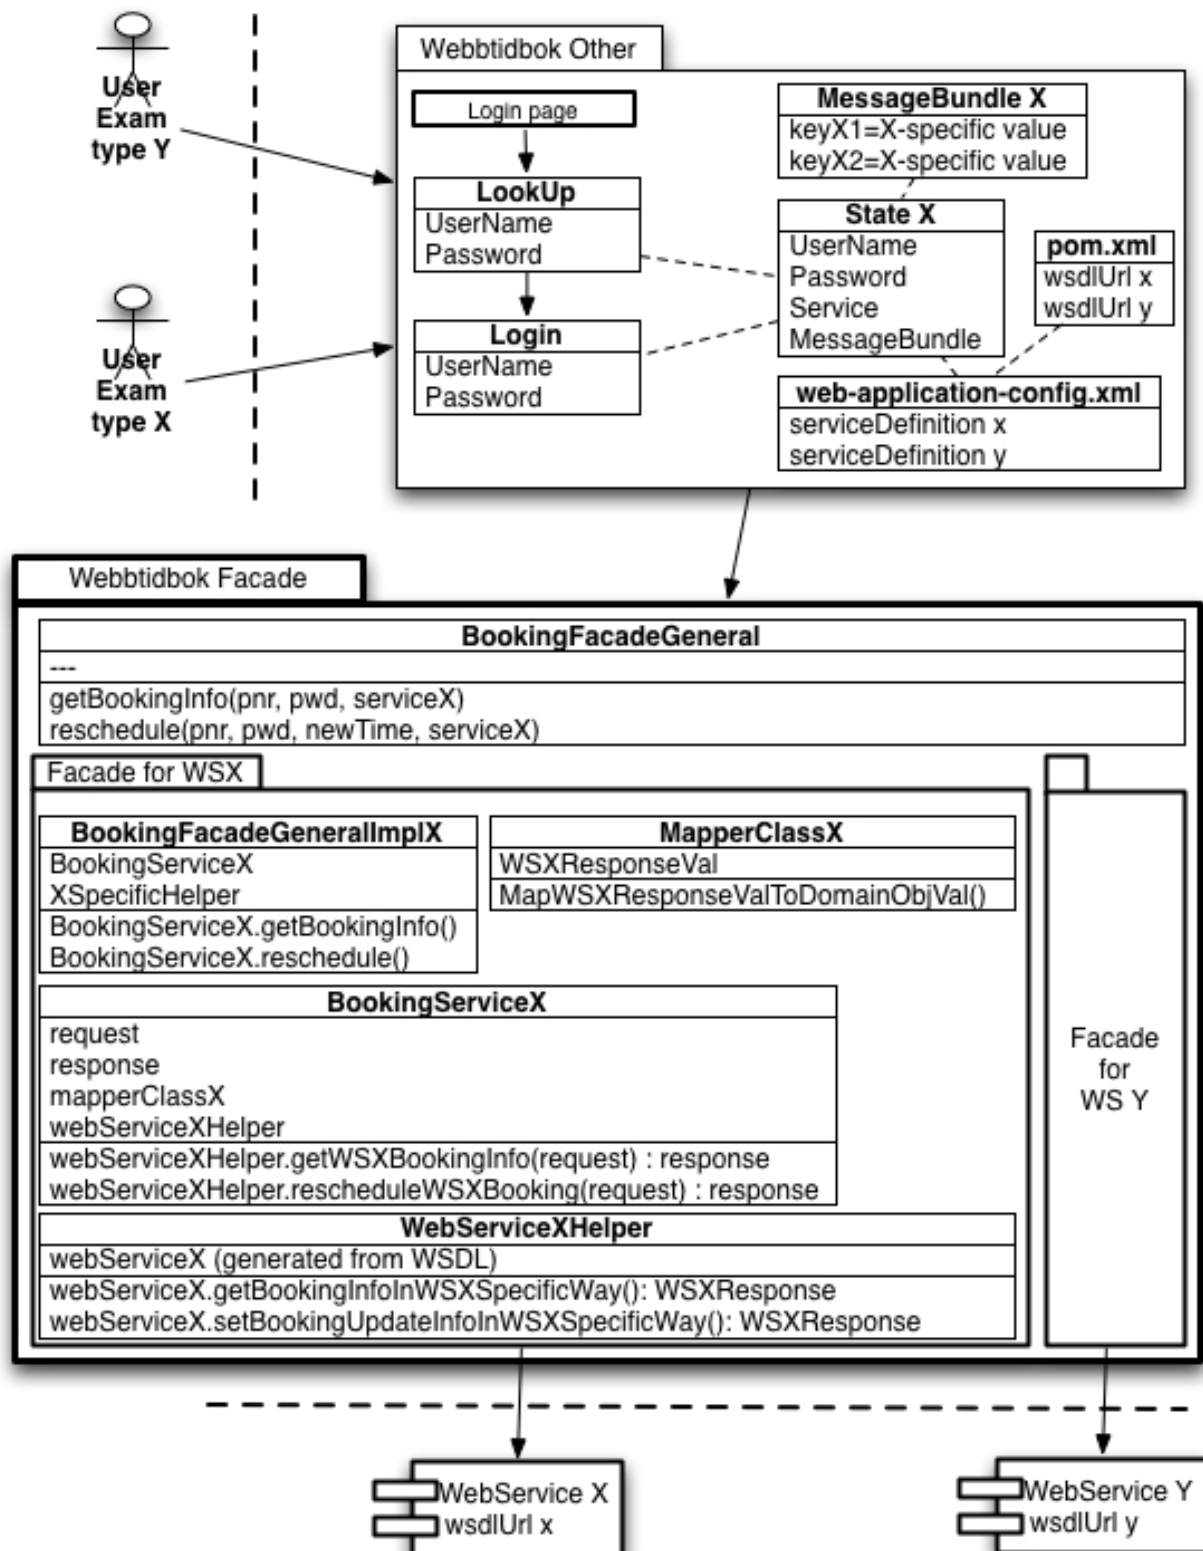 User
Exam
type Y
User
Exam
type X
Webbtidbok Other
Login page
LookUp
UserName
Password
Login
UserName
Password
MessageBundle X
keyX1=X-specific value
keyX2=X-specific value
State X
UserName
Password
Service
MessageBundle
pom.xml
wsdlUrl x
wsdlUrl y
web-application-config.xml
serviceDefinition x
serviceDefinition y
Webbtidbok Facade
BookingFacadeGeneral
---
getBookingInfo(pnr, pwd, serviceX)
reschedule(pnr, pwd, newTime, serviceX)
Facade for WSX
BookingFacadeGeneralImplX
BookingServiceX
XSpecificHelper
BookingServiceX.getBookingInfo()
BookingServiceX.reschedule()
MapperClassX
WSXResponseVal
MapWSXResponseValToDomainObjVal()
BookingServiceX
request
response
mapperClassX
webServiceXHelper
webServiceXHelper.getWSXBookingInfo(request) : response
webServiceXHelper.rescheduleWSXBooking(request) : response
WebServiceXHelper
webServiceX (generated from WSDL)
webServiceX.getBookingInfoInWSXSpecificWay(): WSXResponse
webServiceX.setBookingUpdateInfoInWSXSpecificWay(): WSXResponse
Facade
for
WS Y
WebService X
wsdlUrl x
WebService Y
wsdlUrl y